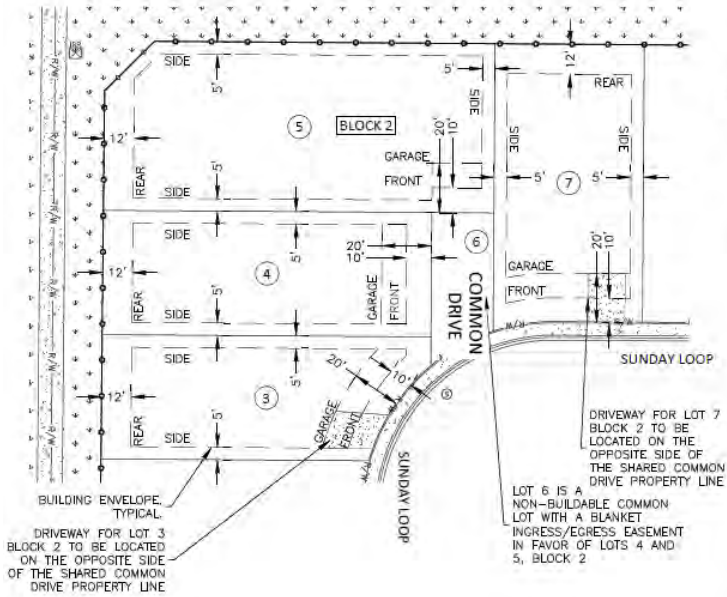 R/W
R/W
R/W
R/W
R/W
SIDE
5'
5'
12'
REAR
SIDE
20'
10'
12'
5
BLOCK 2
GARAGE
FRONT
SIDE
SIDE
5'
5'
7
REAR
12'
SIDE
5'
SIDE
5'
6
20'
10'
4
GARAGE
FRONT
COMMON
DRIVE
20'
10'
GARAGE
FRONT
12'
REAR
SIDE
SIDE
5'
R/W
R/W
SUNDAY LOOP
20'
10'
3
12'
REAR
SIDE
5'
GARAGE
FRONT
R/W
SUNDAY LOOP
BUILDING ENVELOPE,
TYPICAL.
DRIVEWAY FOR LOT 3
BLOCK 2 TO BE LOCATED
ON THE OPPOSITE SIDE
OF THE SHARED COMMON
DRIVE PROPERTY LINE
DRIVEWAY FOR LOT 7
BLOCK 2 TO BE
LOCATED ON THE
OPPOSITE SIDE OF
THE SHARED COMMON
DRIVE PROPERTY LINE
LOT 6 IS A
NON-BUILDABLE COMMON
LOT WITH A BLANKET
INGRESS/EGRESS EASEMENT
IN FAVOR OF LOTS 4 AND
5, BLOCK 2